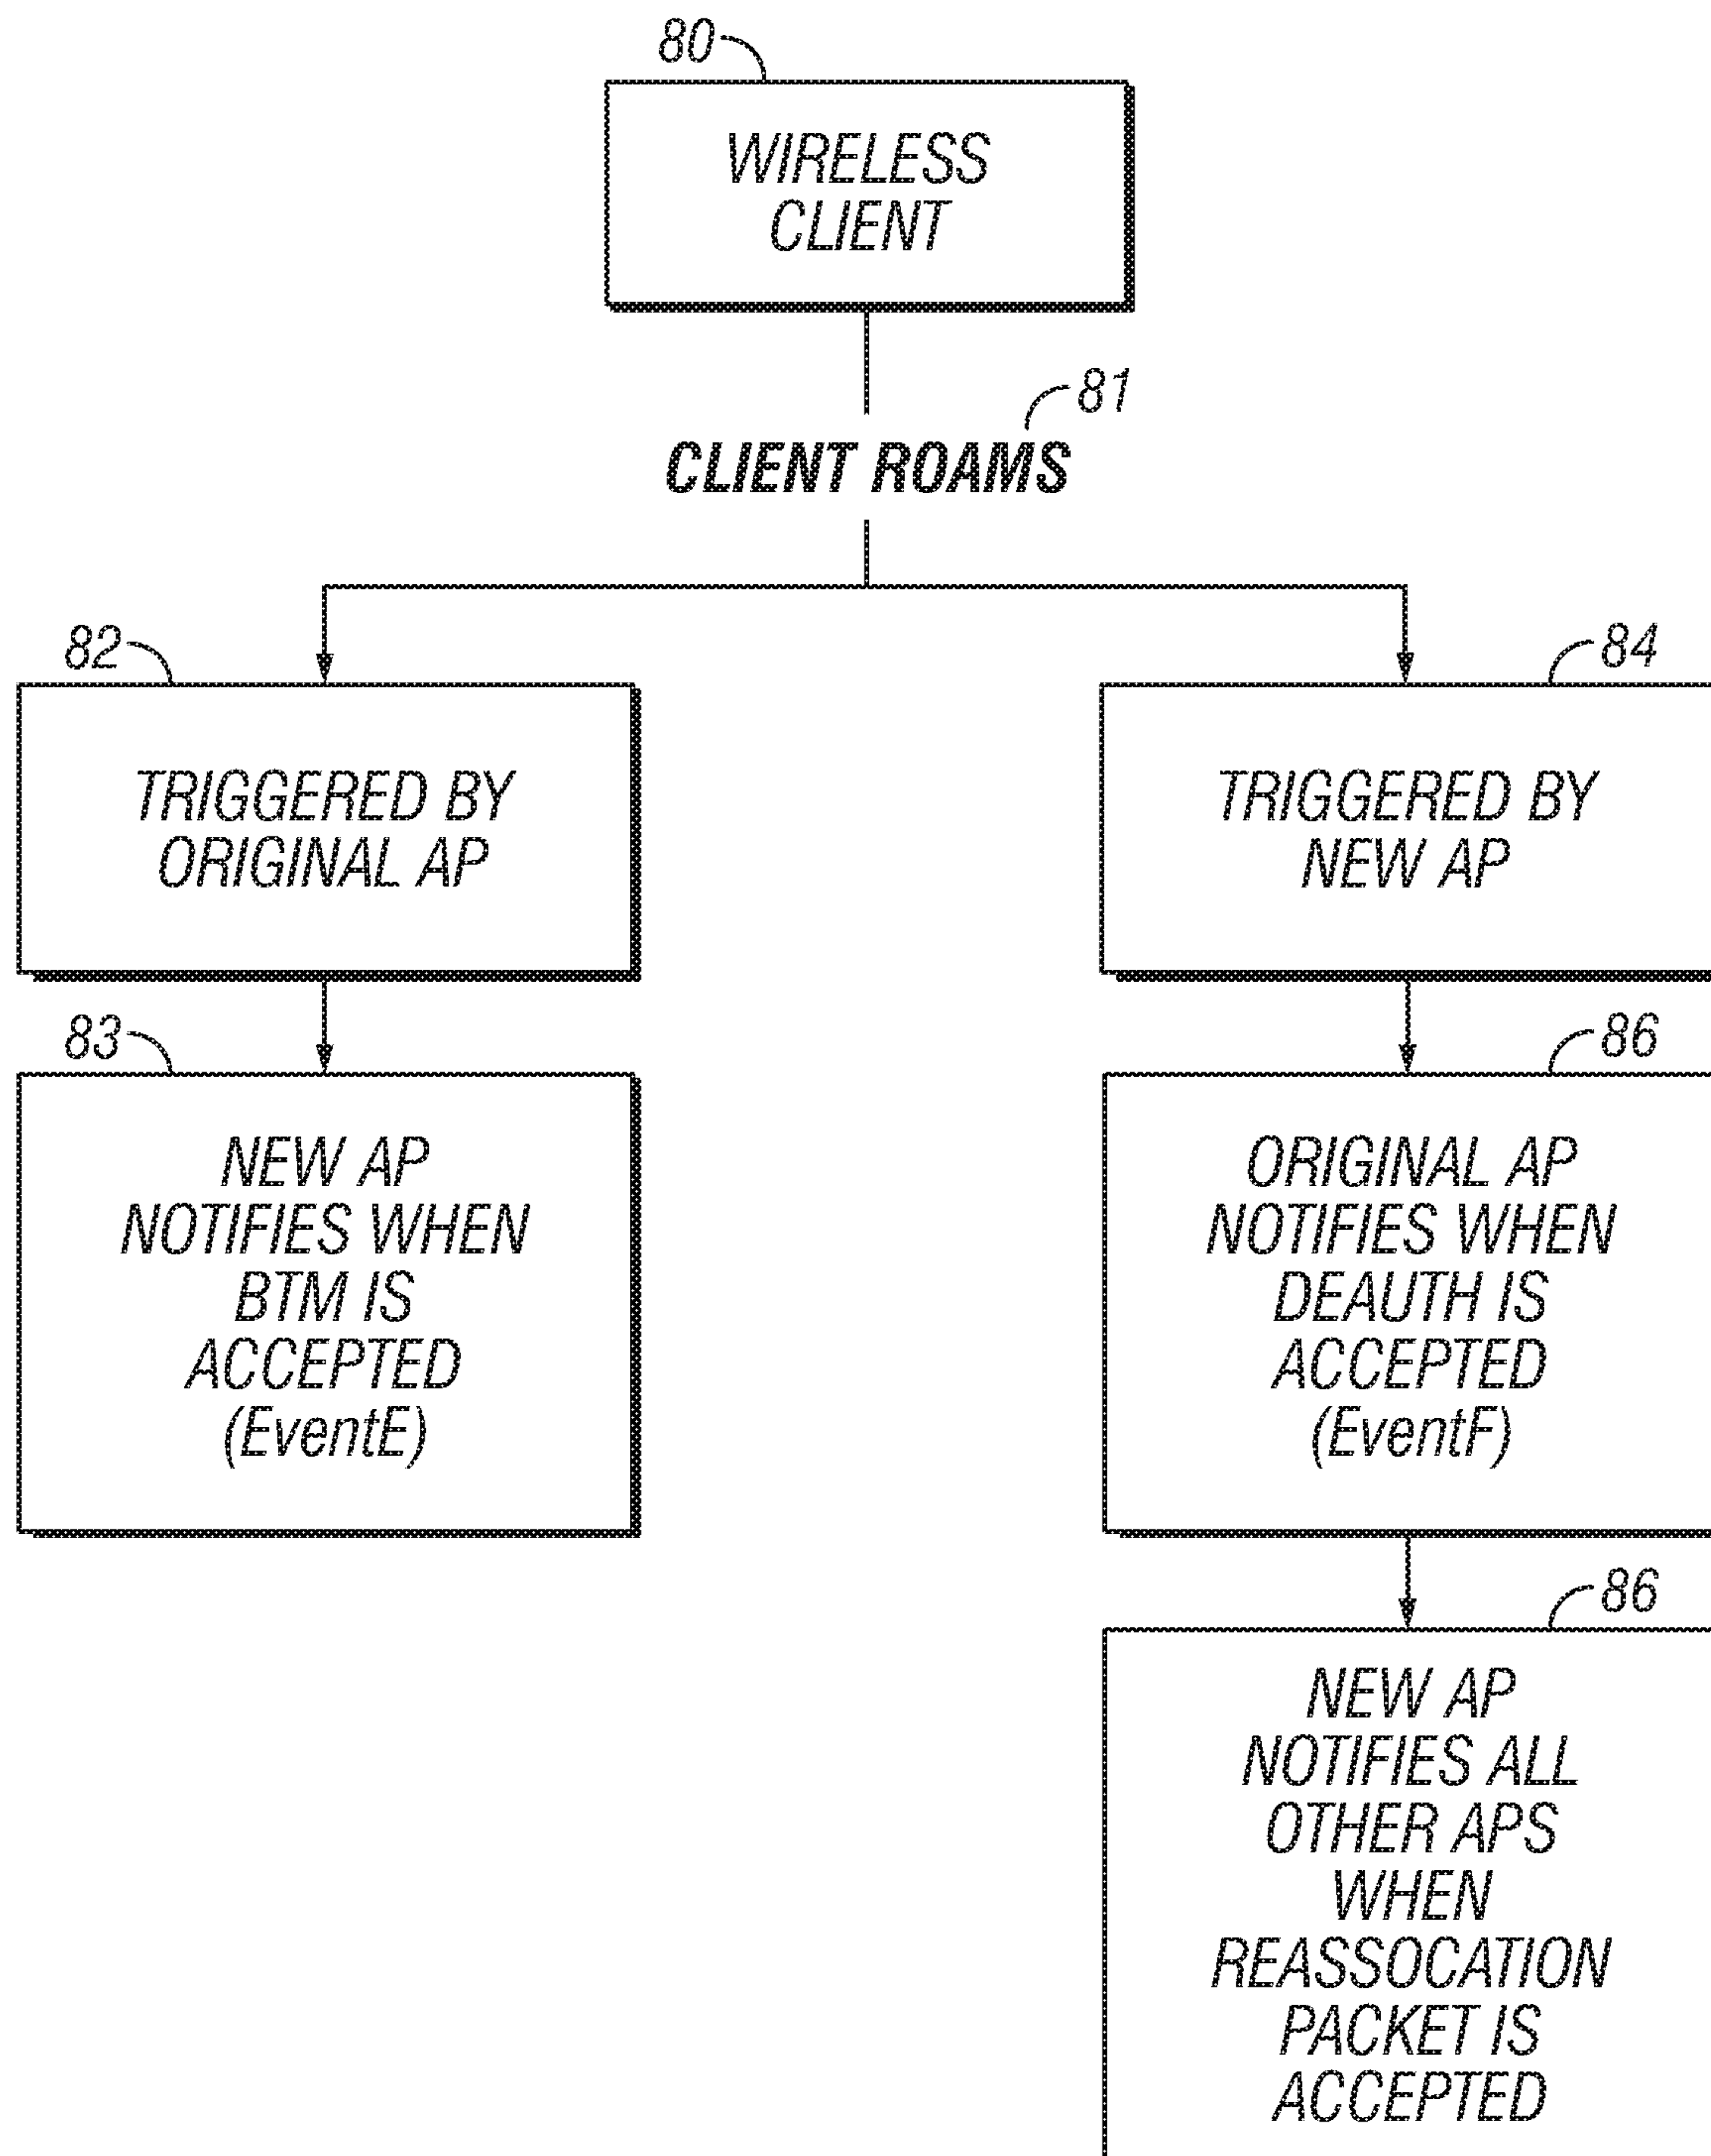 80
WIRELESS
CLIENT
81
CLIENT ROAMS
82
TRIGGERED BY
ORIGINAL AP
84
TRIGGERED BY
NEW AP
83
NEW AP
NOTIFIES WHEN
BTM IS
ACCEPTED
(EventE)
86
ORIGINAL AP
NOTIFIES WHEN
DEAUTH IS
ACCEPTED
(EventF)
86
NEW AP
NOTIFIES ALL
OTHER APS
WHEN
REASSOCATION
PACKET IS
ACCEPTED